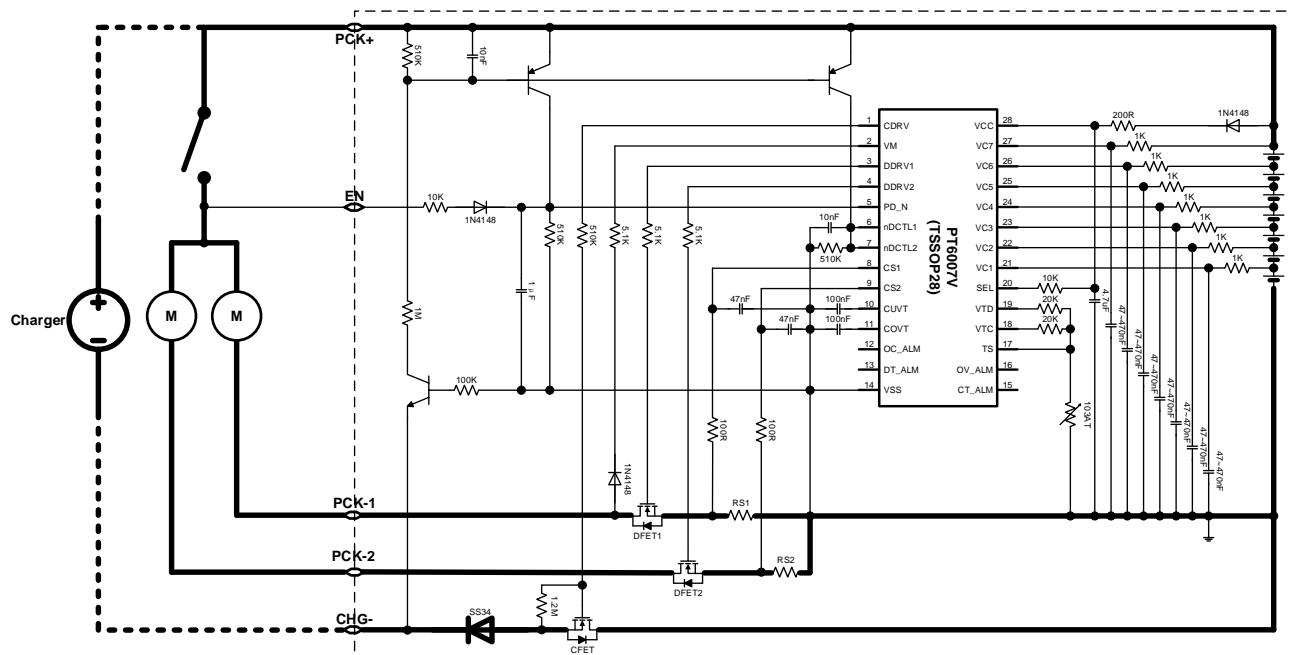 PCK+
510K
10nF
1
CDRV
VCC
28
200R
1N4148
2
VM
VC7
27
1K
3
DDRV1
VC6
26
1K
4
DDRV2
VC5
25
1K
EN
10K
1N4148
5
PD_N
VC4
24
1K
510K
510K
5.1K
5.1K
5.1K
10nF
6
nDCTL1
VC3
23
1K
510K
7
nDCTL2
VC2
22
1K
8
CS1
VC1
21
1K
PT6007V
(TSSOP28)
9
CS2
SEL
20
10K
4.7uF
1μF
47nF
100nF
10
CUVT
VTD
19
20K
1M
47nF
100nF
11
COVT
VTC
18
20K
12
OC_ALM
TS
17
13
DT_ALM
OV_ALM
16
14
VSS
CT_ALM
15
Charger
M
M
47~470nF
47~470nF
47~470nF
47~470nF
47~470nF
47~470nF
47~470nF
100K
103AT
100R
100R
1N4148
PCK-1
DFET1
RS1
PCK-2
DFET2
RS2
CHG-
SS34
1.2M
CFET